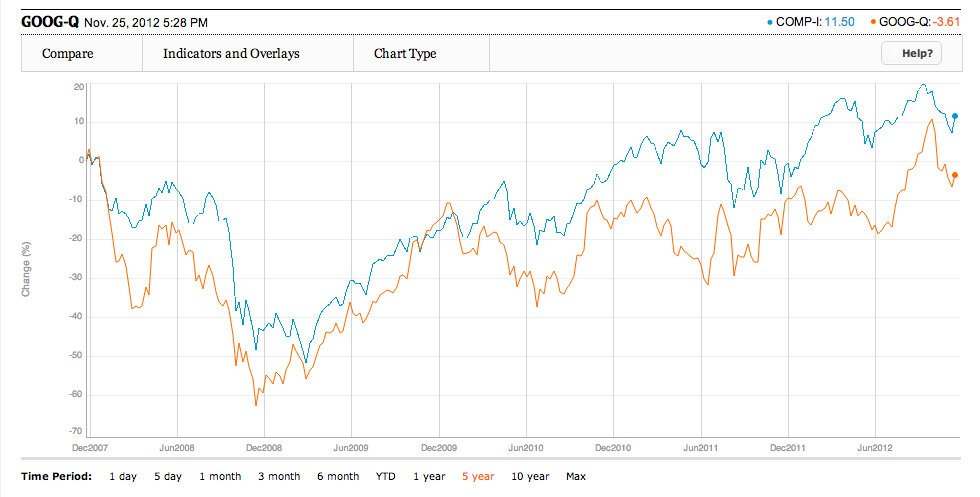 GOOG-Q Nov. 25, 2012 5:28 PM COMP-I: 11.50 GOOG-Q: -3.61
Compare Indicators and Overlays Chart Type Help?
20
10
0
-10
-20
-30
-40
-50
-60
-70
Change (%)
Dec2007 Jun2008 Dec2008 Jun2009 Dec2009 Jun2010 Dec2010 Jun2011 Dec2011 Jun2012
Time Period: 1 day 5 day 1 month 3 month 6 month YTD 1 year 5 year 10 year Max